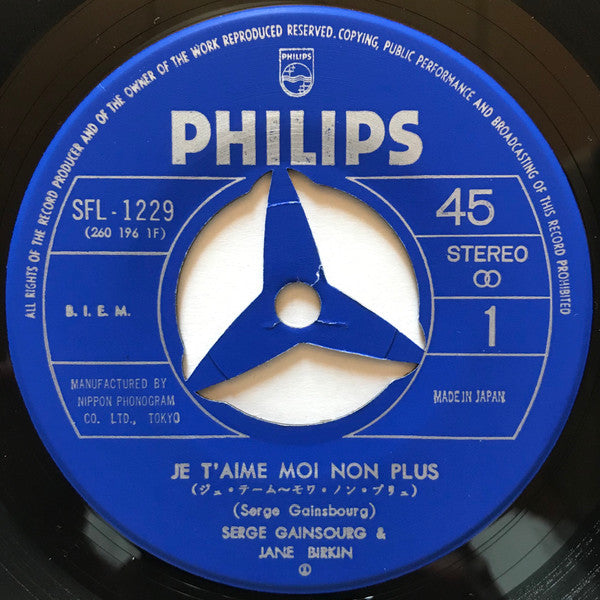 ALL RIGHTS OF THE RECORD PRODUCER AND OF THE OWNER OF THE WORK REPRODUCED RESERVED. COPYING, PUBLIC PERFORMANCE AND BROADCASTING OF THIS RECORD PROHIBITED
PHILIPS
PHILIPS
SFL-1229
(260 196 1F)
45
STEREO
B. I. E. M.
1
MANUFACTURED BY
NIPPON PHONOGRAM
CO. LTD., TOKYO
MADE IN JAPAN
JE T'AIME MOI NON PLUS
(ジュ・テーム〜モワ・ノン・プリュ)
(Serge Gainsbourg)
SERGE GAINSOURG &
JANE BIRKIN